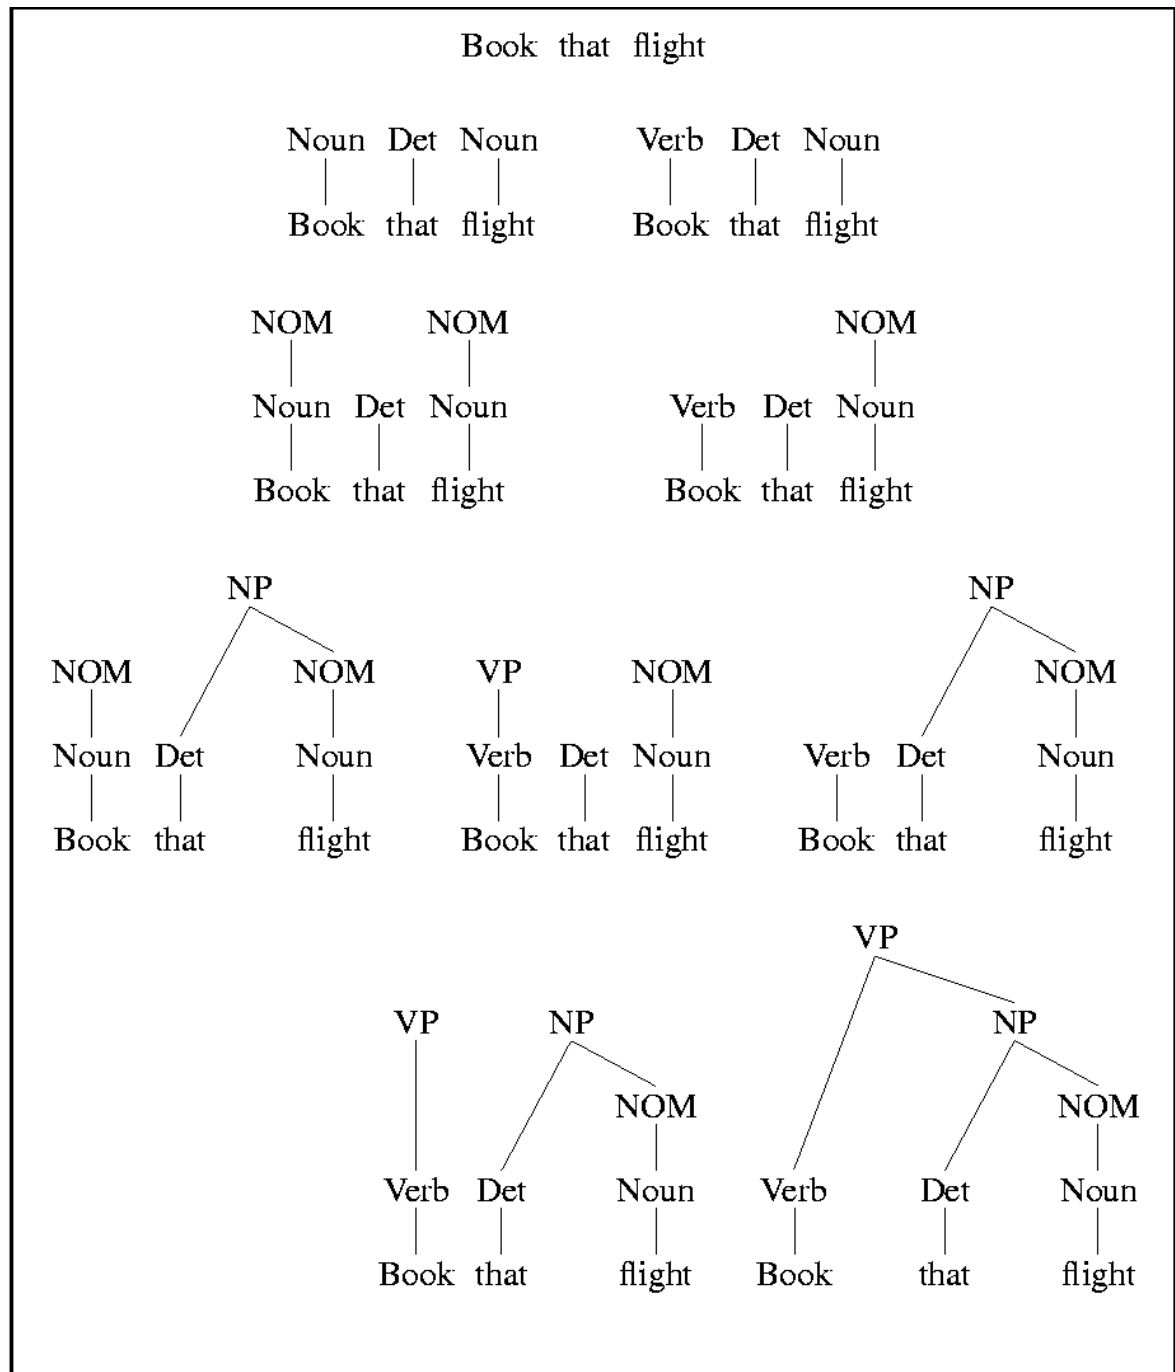 Book that flight
Noun Det Noun Verb Det Noun
Book that flight Book that flight
NOM NOM NOM
Noun Det Noun Verb Det Noun
Book that flight Book that flight
NP NP
NOM NOM VP NOM NOM
Noun Det Noun Verb Det Noun Verb Det Noun
Book that flight Book that flight Book that flight
VP
VP NP NP
NOM NOM
Verb Det Noun Verb Det Noun
Book that flight Book that flight